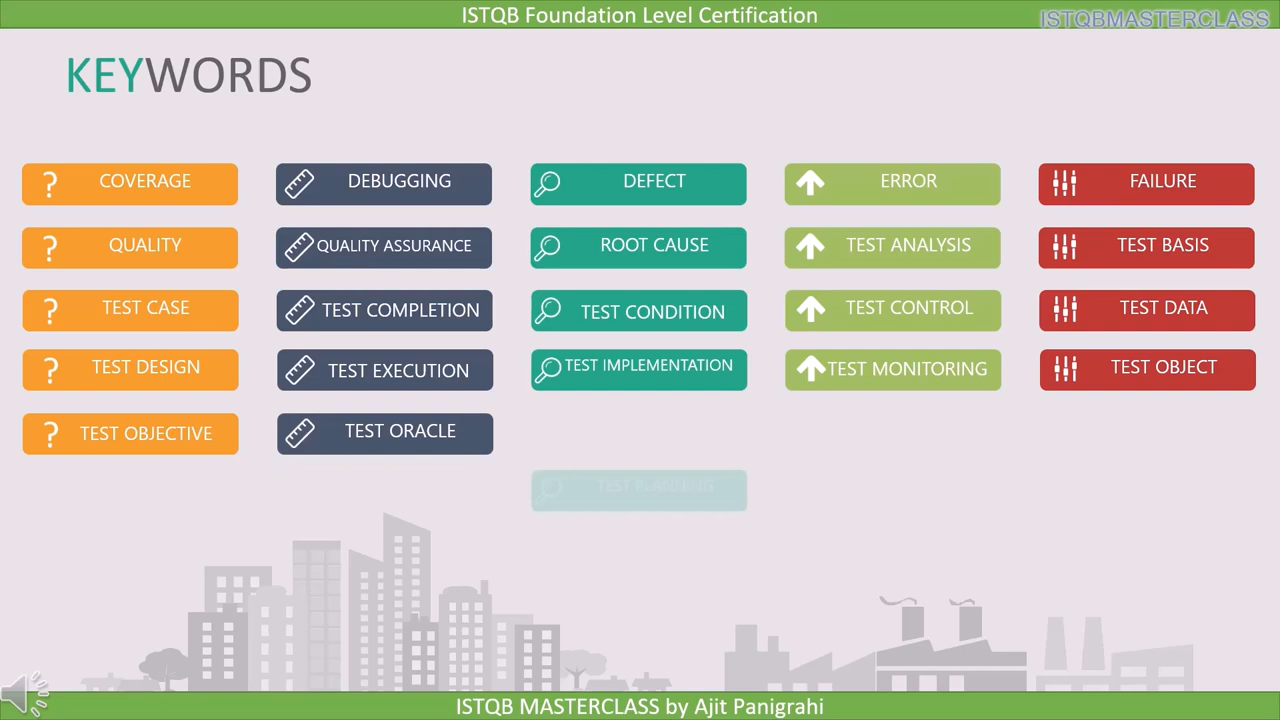 ISTQB Foundation Level Certification
ISTQBMASTERCLASS
KEYWORDS
COVERAGE
DEBUGGING
DEFECT
ERROR
FAILURE
QUALITY
QUALITY ASSURANCE
ROOT CAUSE
TEST ANALYSIS
TEST BASIS
TEST CASE
TEST COMPLETION
TEST CONDITION
TEST CONTROL
TEST DATA
TEST DESIGN
TEST EXECUTION
TEST IMPLEMENTATION
TEST MONITORING
TEST OBJECT
TEST OBJECTIVE
TEST ORACLE
TEST PLANNING
ISTQB MASTERCLASS by Ajit Panigrahi